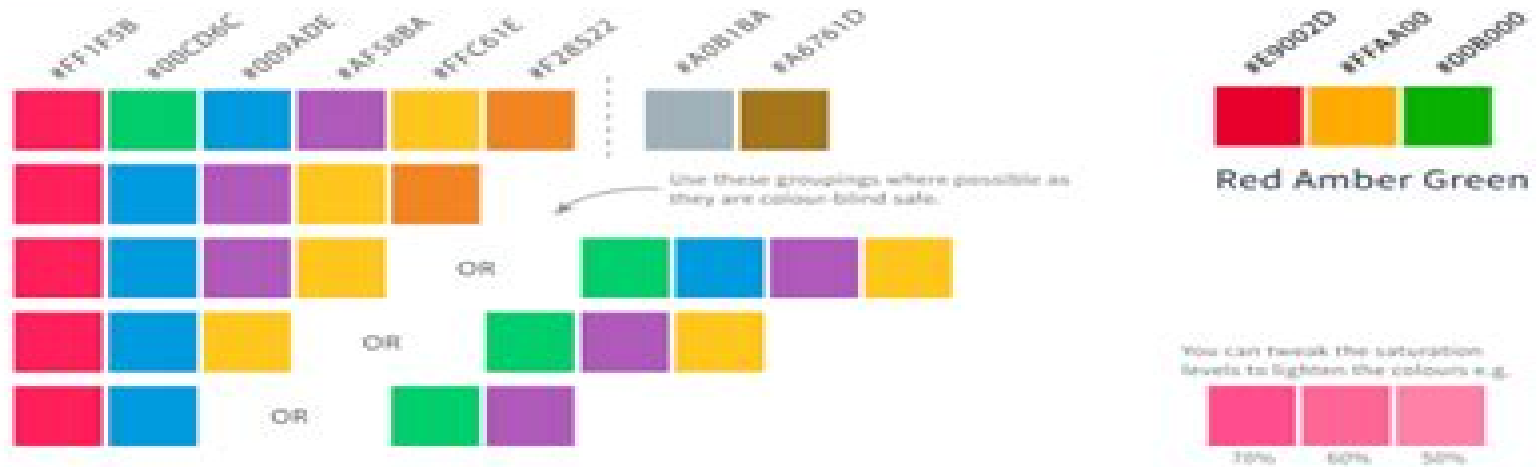 #FF1F5B #00CD6C #009ADE #AF58BA #FFC61E #F28522 #A0B1BA #A6761D
#E9002D #FFAA00 #00B000
Red Amber Green
Use these groupings where possible as
they are colour-blind safe.
OR
OR
OR
You can tweak the saturation
levels to lighten the colours e.g.
70% 60% 50%